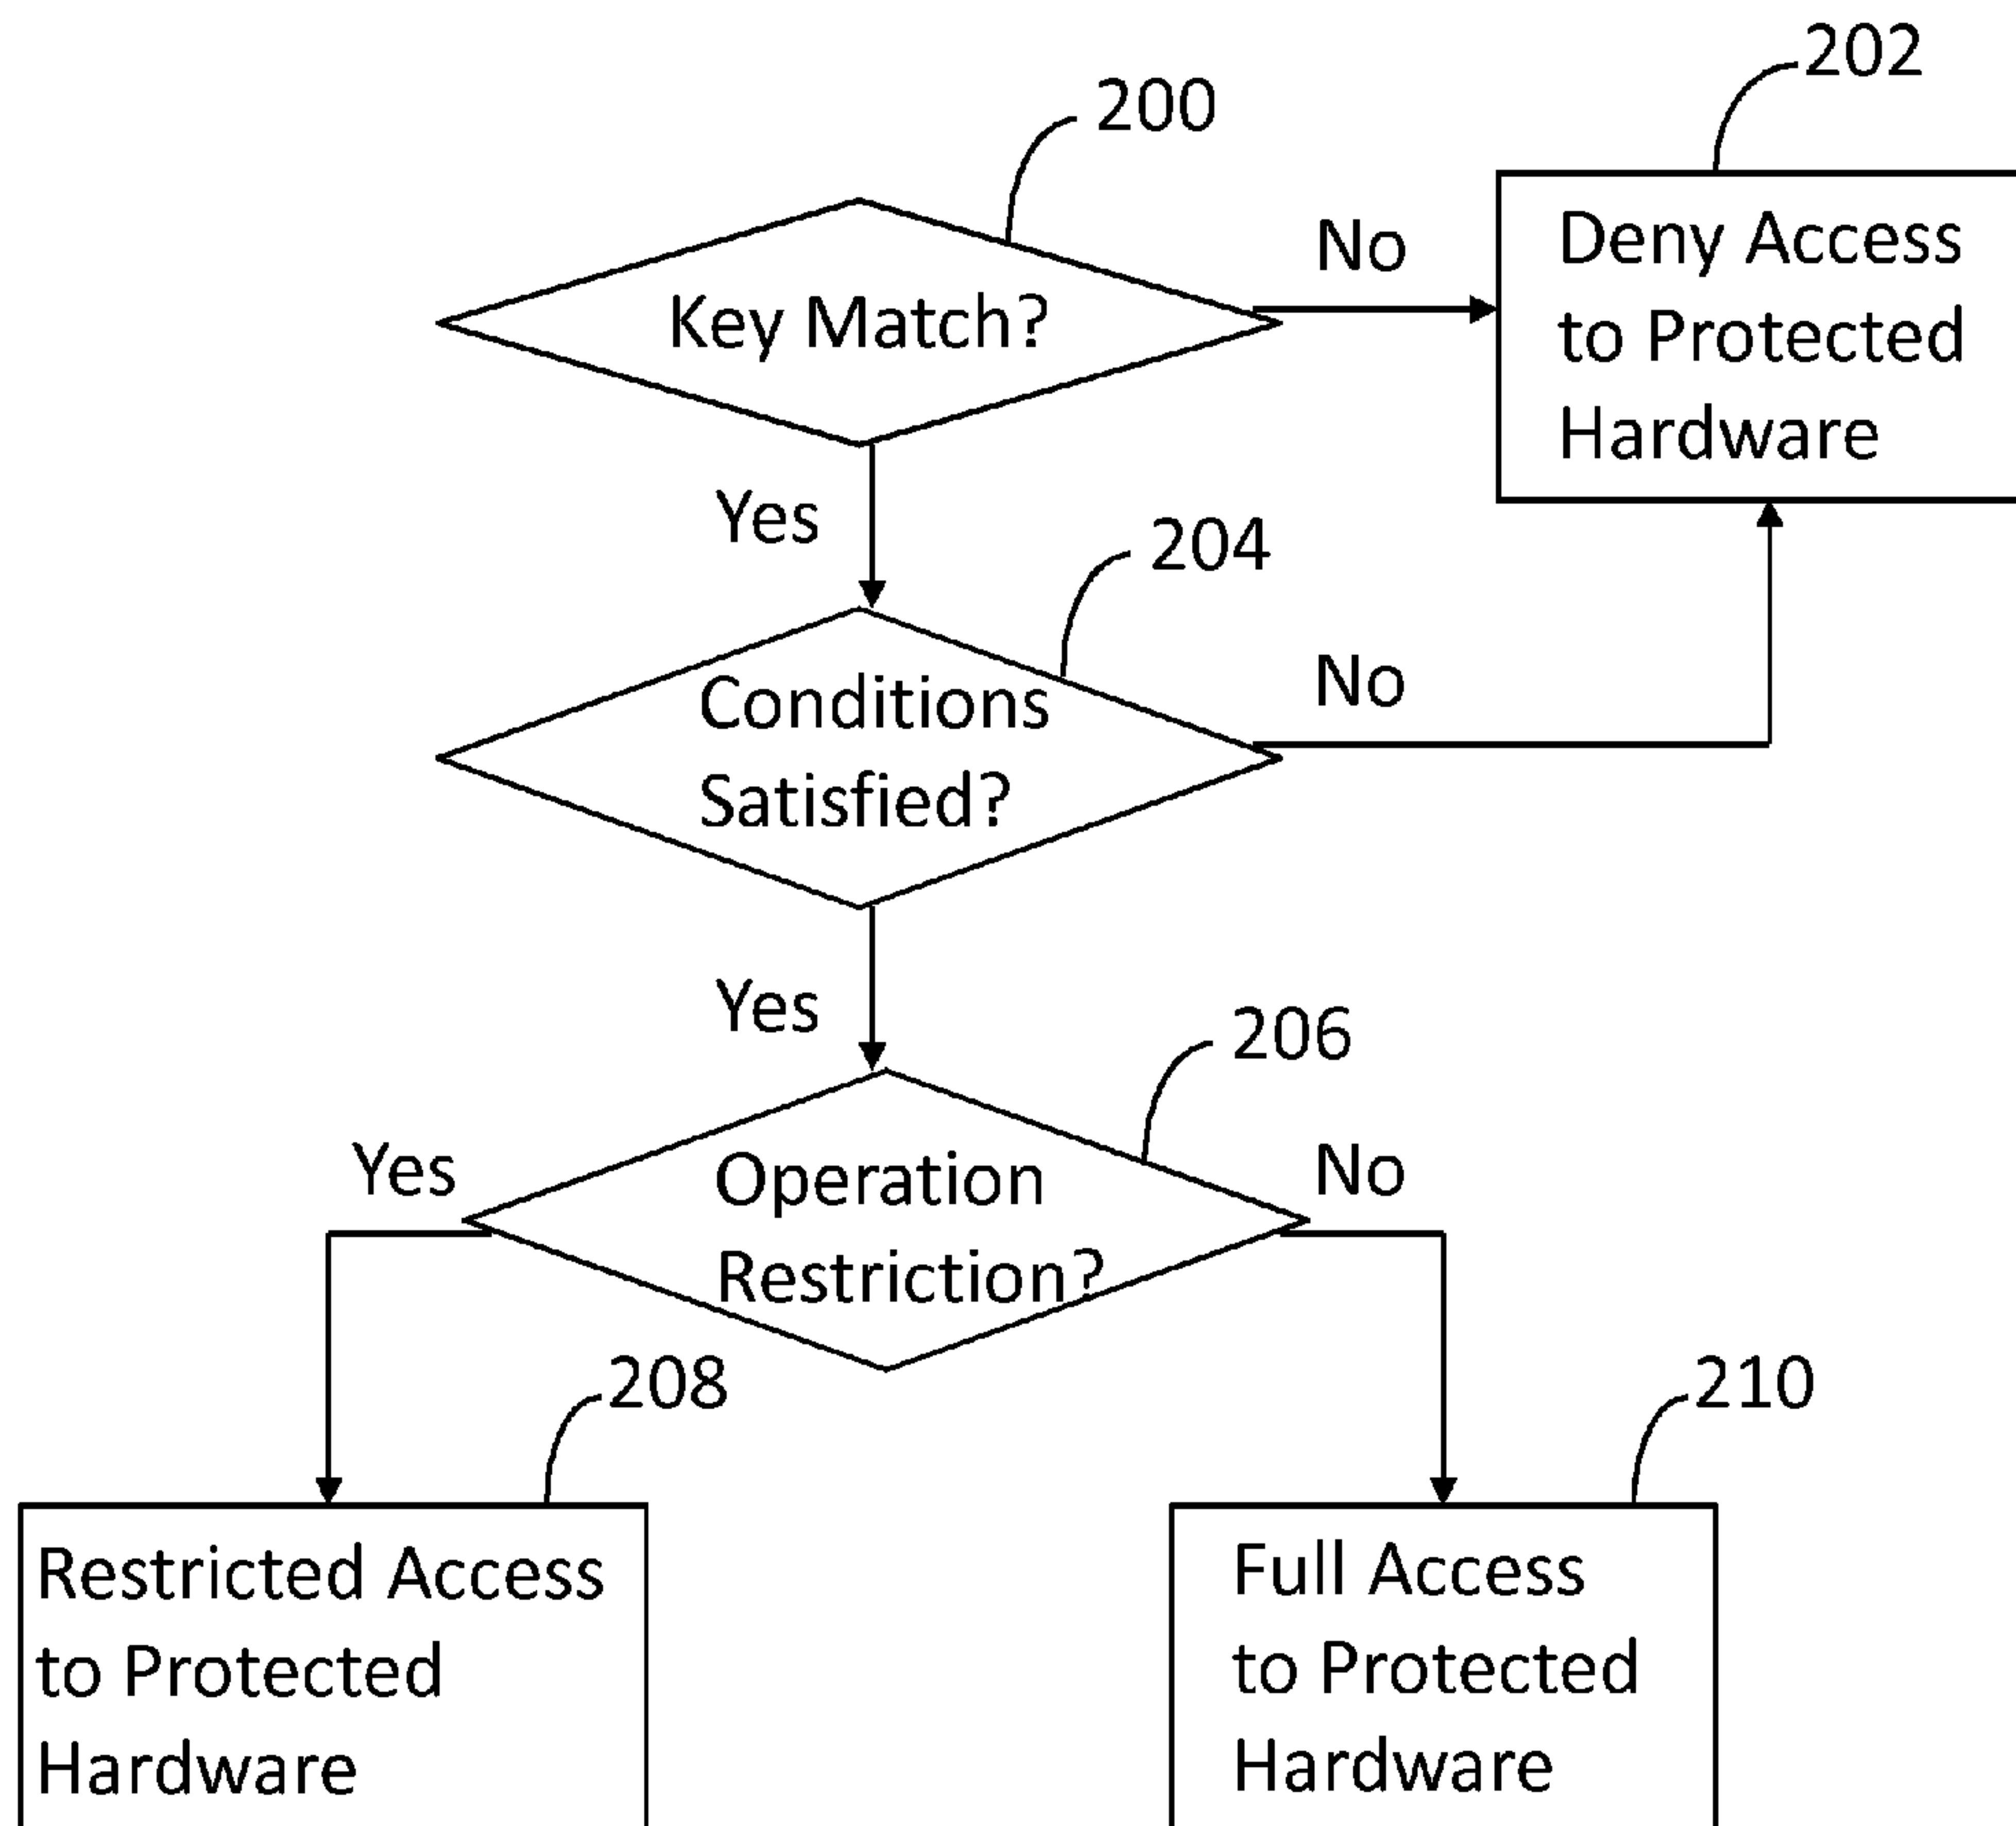 202
200
No
Deny Access
to Protected
Hardware
Key Match?
Yes
204
No
Conditions
Satisfied?
Yes
206
Yes
No
Operation
Restriction?
208
210
Restricted Access
to Protected
Hardware
Full Access
to Protected
Hardware